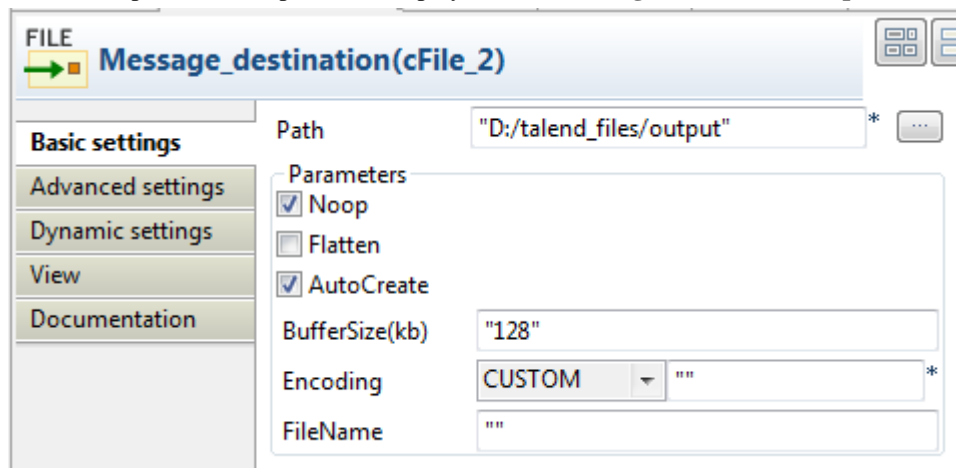 FILE
Message_destination(cFile_2)
Basic settings
Advanced settings
Dynamic settings
View
Documentation
Path "D:/talend_files/output" * ...
Parameters
Noop
Flatten
AutoCreate
BufferSize(kb) "128"
Encoding CUSTOM "" *
FileName ""